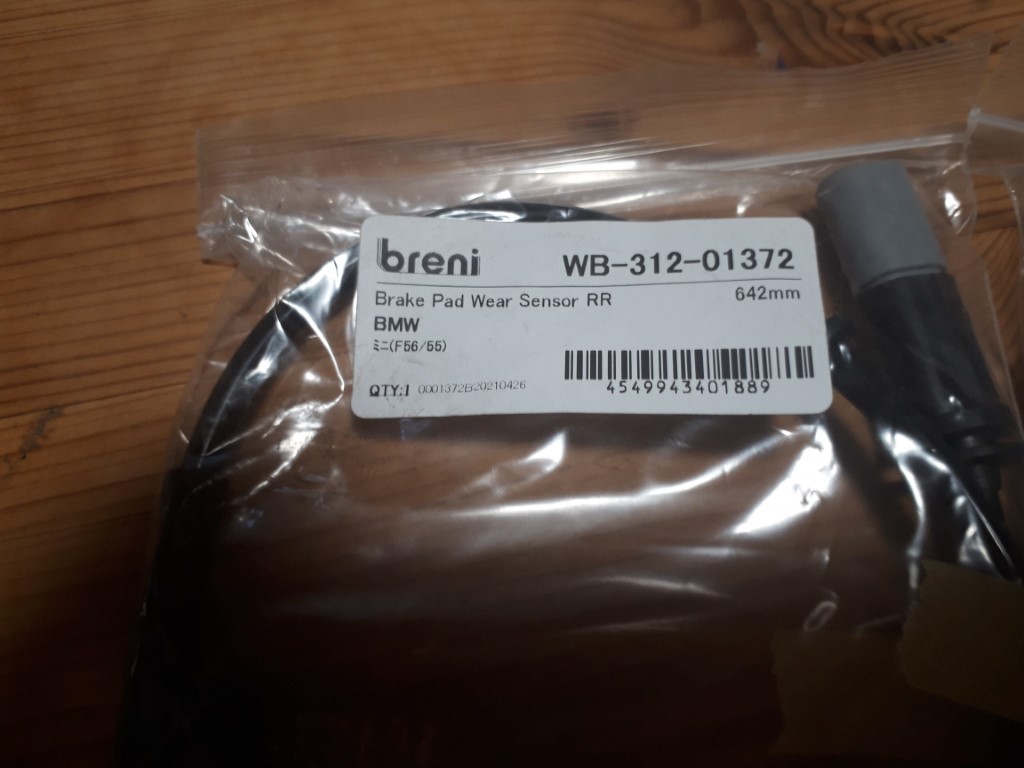 breni WB-312-01372
Brake Pad Wear Sensor RR 642mm
BMW
ミニ(F56/55)
QTY:1 0001372B20210426
4549943401889